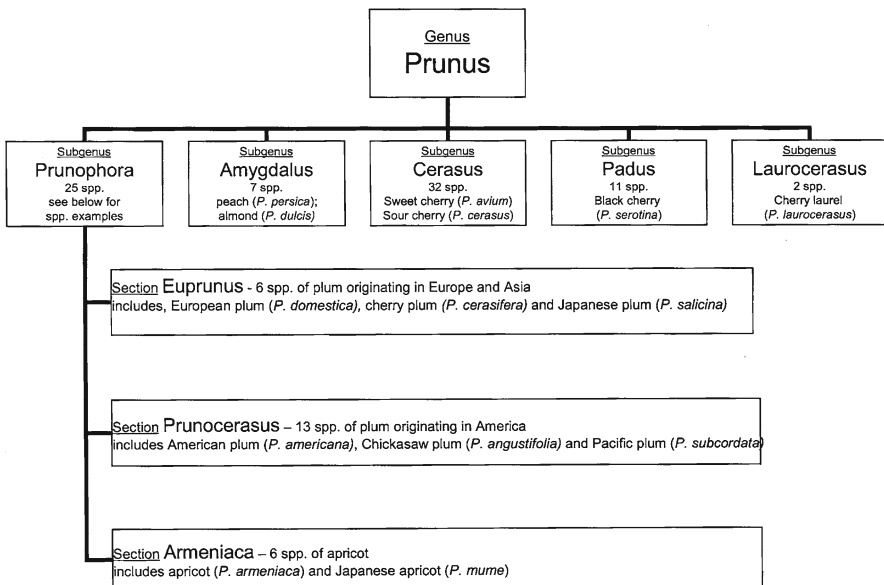 Genus
Prunus
Subgenus
Prunophora
25 spp.
see below for
spp. examples
Subgenus
Amygdalus
7 spp.
peach (P. persica);
almond (P. dulcis)
Subgenus
Cerasus
32 spp.
Sweet cherry (P. avium)
Sour cherry (P. cerasus)
Subgenus
Padus
11 spp.
Black cherry
(P. serotina)
Subgenus
Laurocerasus
2 spp.
Cherry laurel
(P. laurocerasus)
Section Euprunus - 6 spp. of plum originating in Europe and Asia
includes, European plum (P. domestica), cherry plum (P. cerasifera) and Japanese plum (P. salicina)
Section Prunocerasus – 13 spp. of plum originating in America
includes American plum (P. americana), Chickasaw plum (P. angustifolia) and Pacific plum (P. subcordata)
Section Armeniaca – 6 spp. of apricot
includes apricot (P. armeniaca) and Japanese apricot (P. mume)